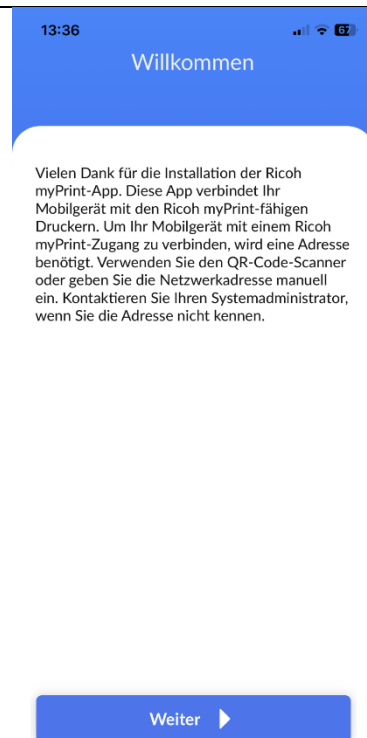 13:36
67
Willkommen
Vielen Dank für die Installation der Ricoh
myPrint-App. Diese App verbindet Ihr
Mobilgerät mit den Ricoh myPrint-fähigen
Druckern. Um Ihr Mobilgerät mit einem Ricoh
myPrint-Zugang zu verbinden, wird eine Adresse
benötigt. Verwenden Sie den QR-Code-Scanner
oder geben Sie die Netzwerkadresse manuell
ein. Kontaktieren Sie Ihren Systemadministrator,
wenn Sie die Adresse nicht kennen.
Weiter